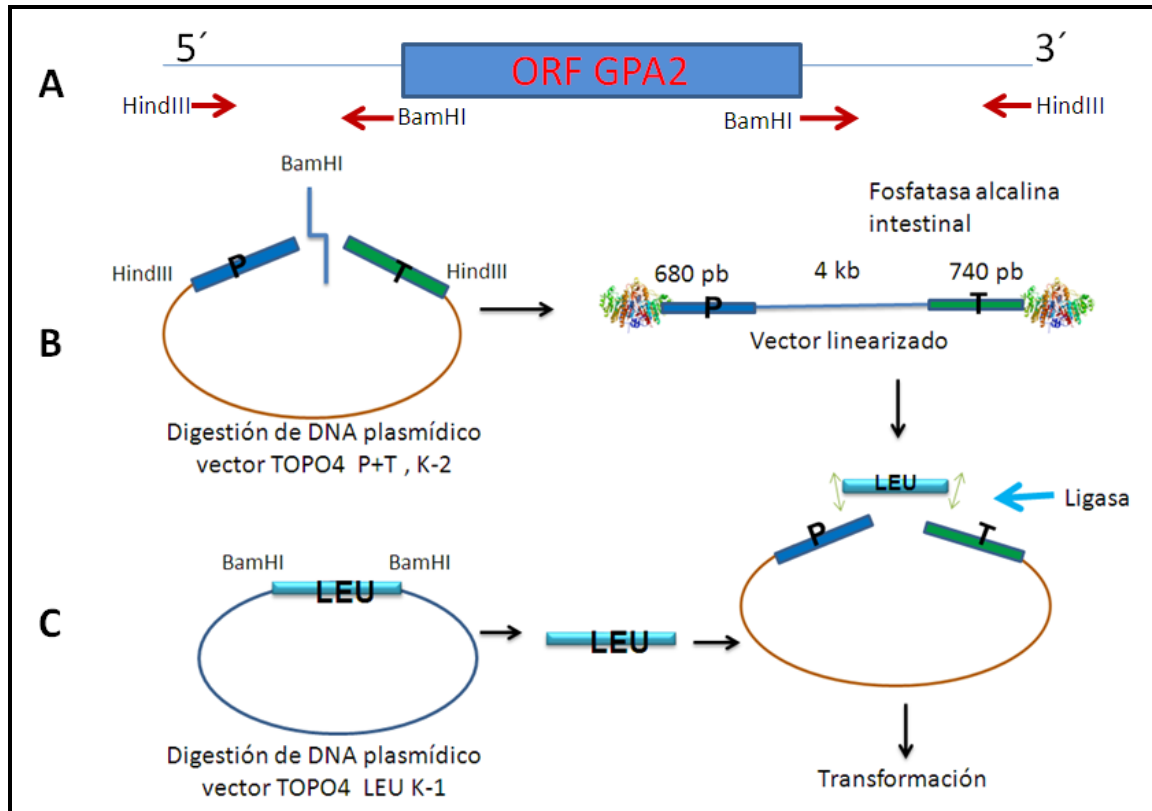 5´
3´
ORF GPA2
A
HindIII
BamHI
BamHI
HindIII
BamHI
HindIII
P
T
HindIII
B
Digestión de DNA plasmídico
vector TOPO4 P+T , K-2
Fosfatasa alcalina
intestinal
680 pb
4 kb
740 pb
P
T
Vector linearizado
LEU
Ligasa
P
T
C
BamHI
BamHI
LEU
LEU
Digestión de DNA plasmídico
vector TOPO4 LEU K-1
Transformación